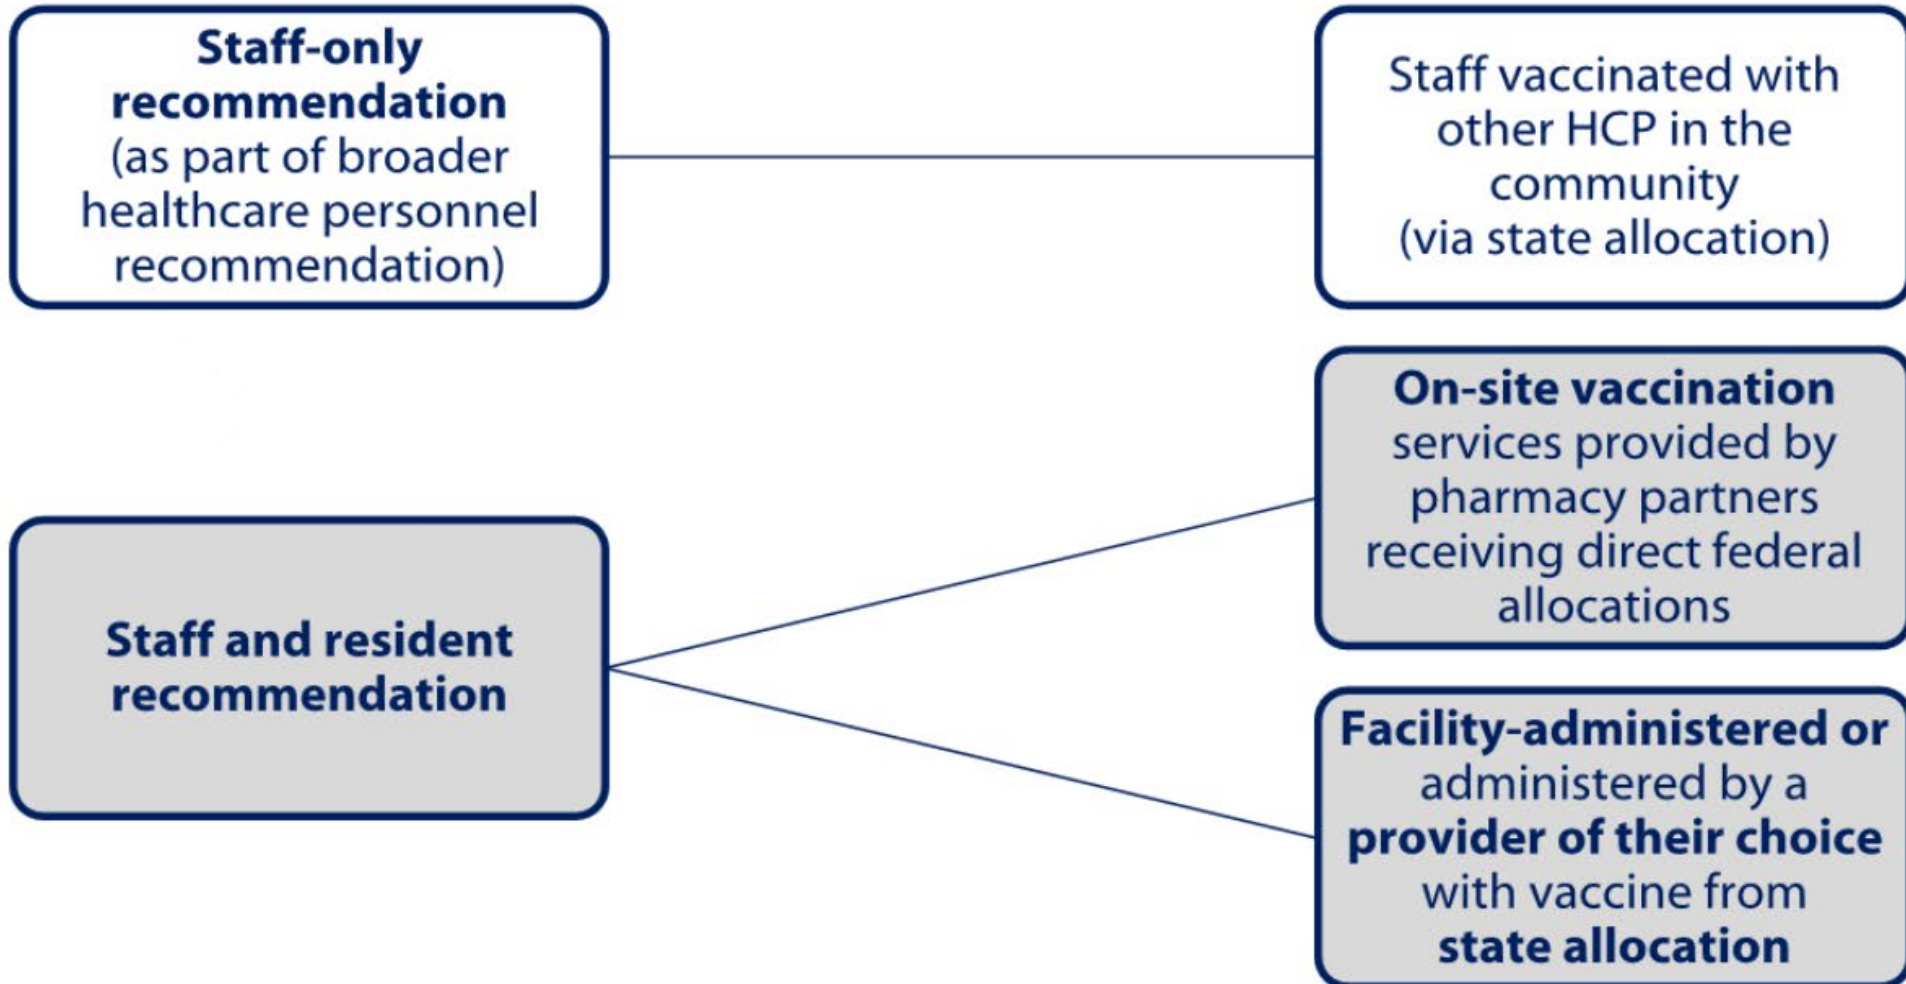 Staff-only
recommendation
(as part of broader
healthcare personnel
recommendation)
Staff vaccinated with
other HCP in the
community
(via state allocation)
Staff and resident
recommendation
On-site vaccination
services provided by
pharmacy partners
receiving direct federal
allocations
Facility-administered or
administered by a
provider of their choice
with vaccine from
state allocation